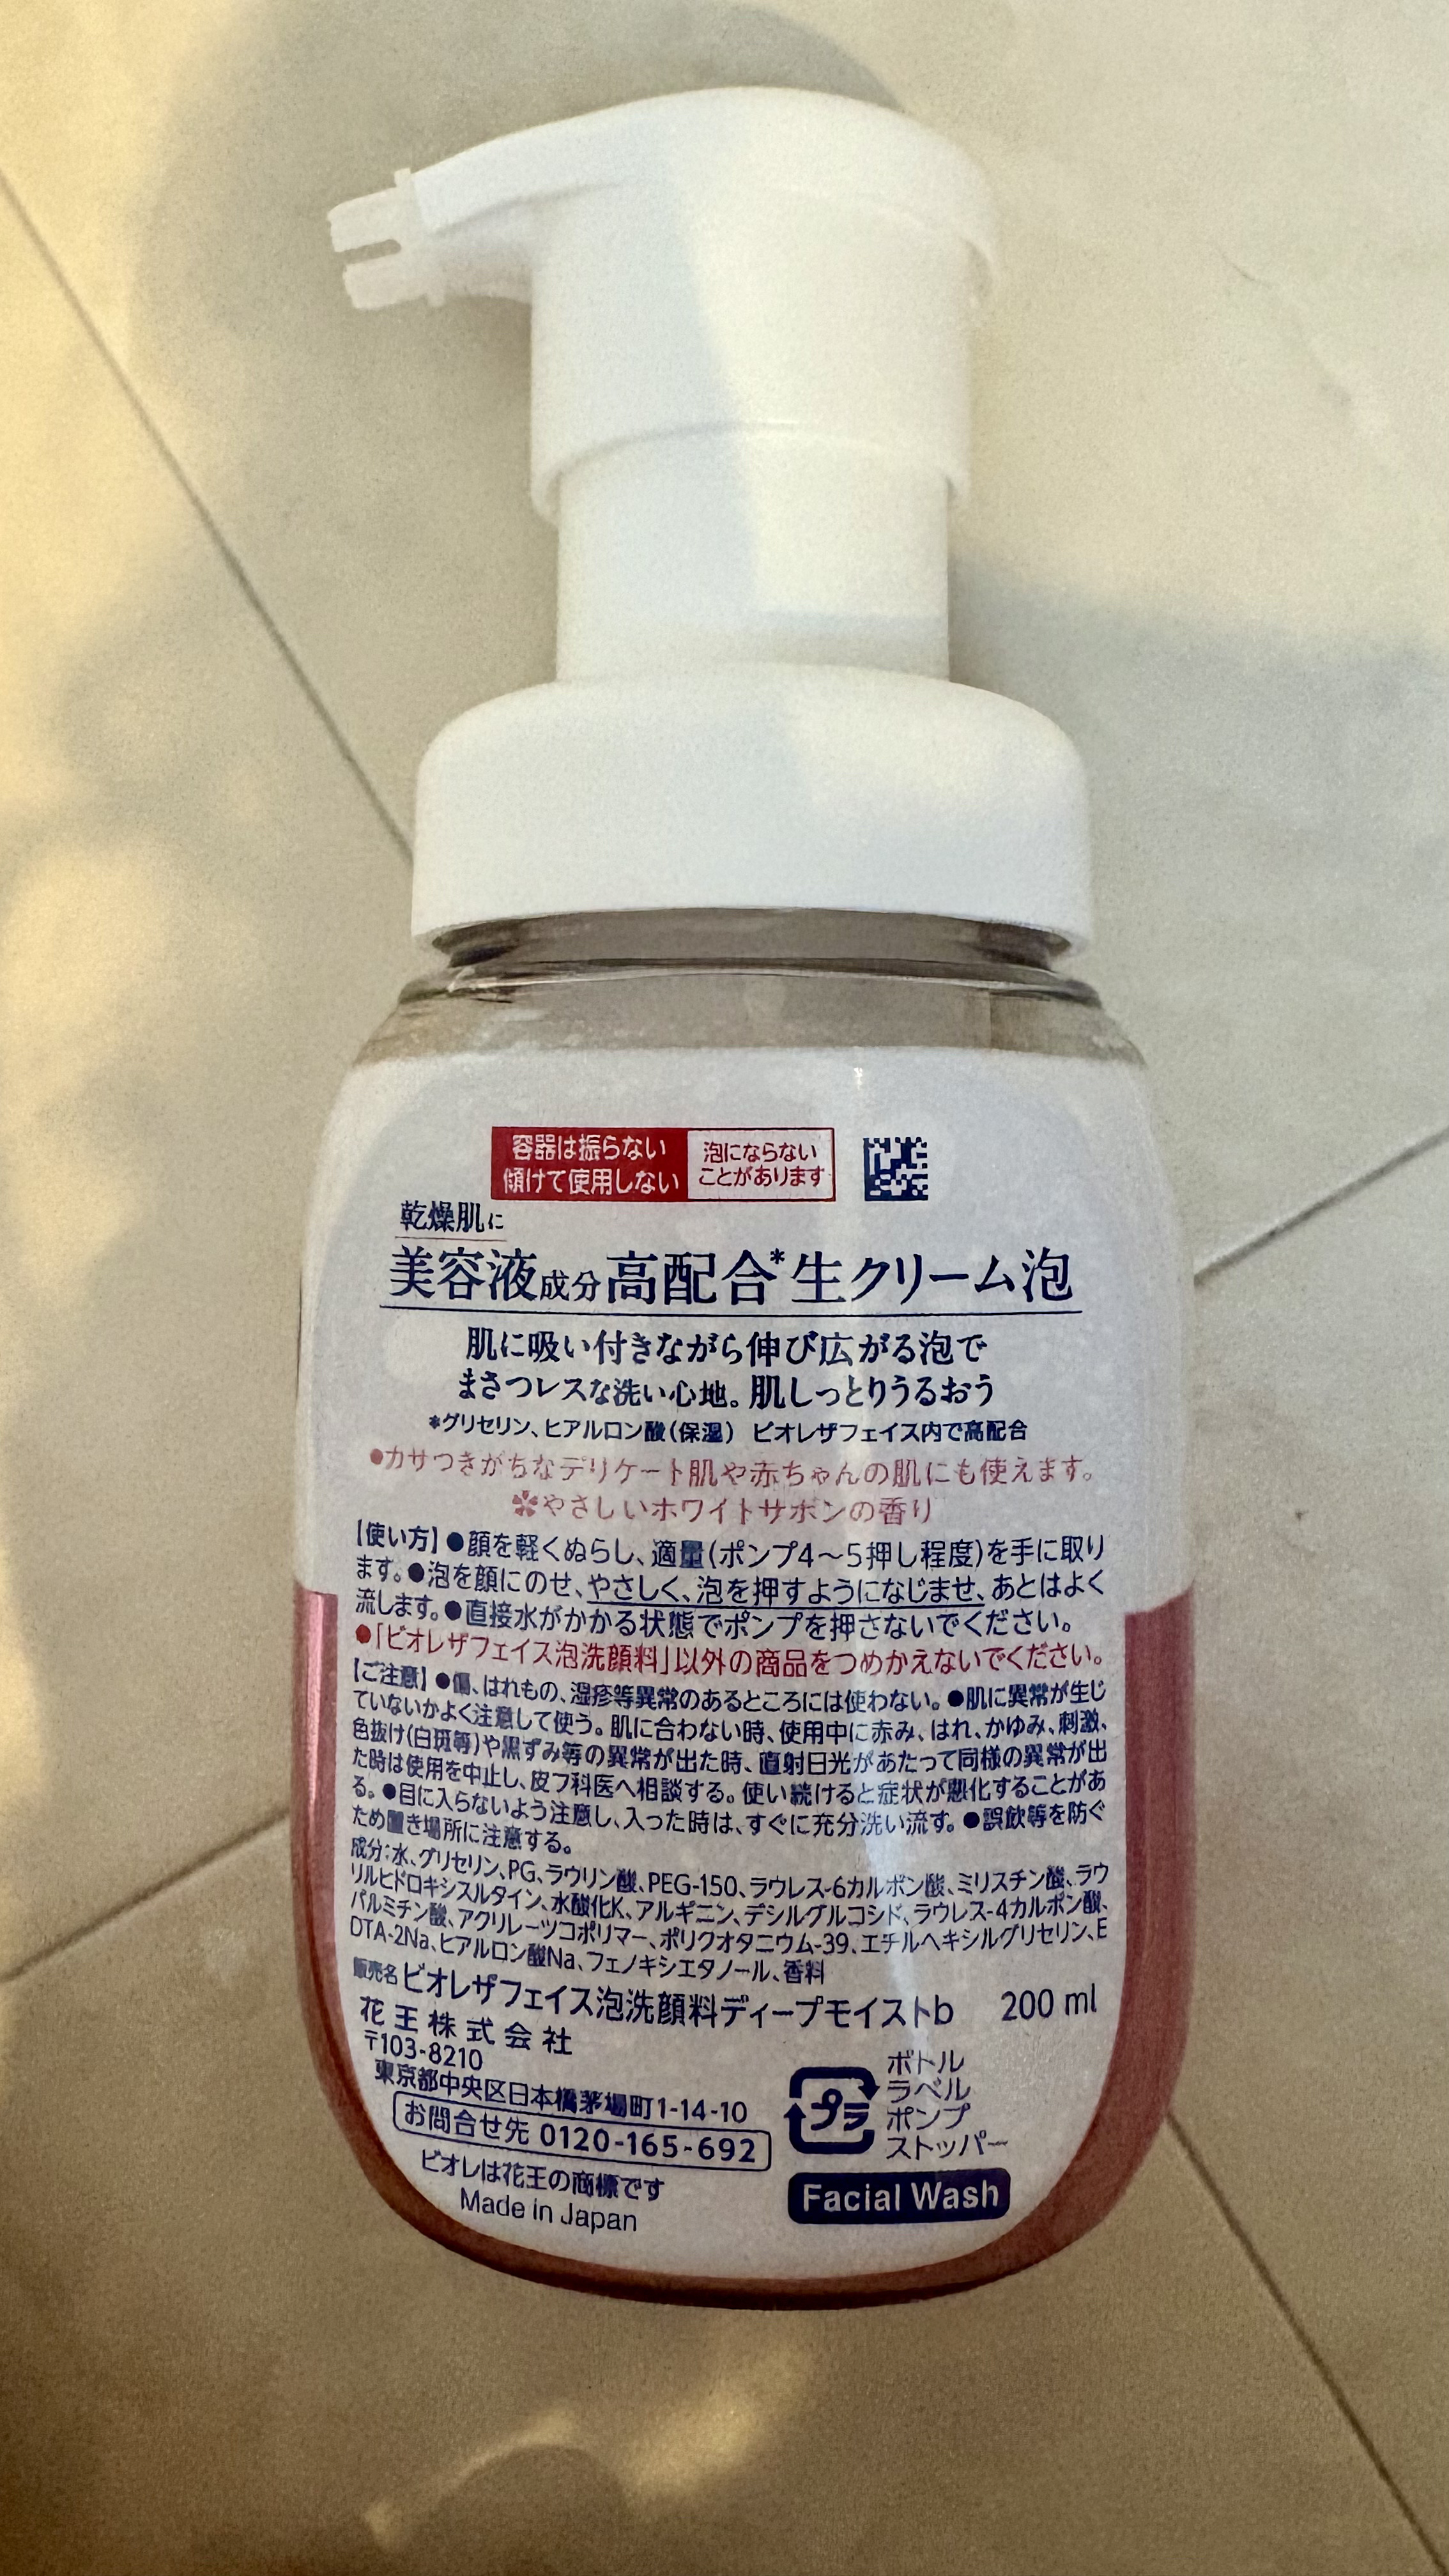 容器は振らない
傾けて使用しない
泡にならない
ことがあります
乾燥肌に
美容液成分高配合*生クリーム泡
肌に吸い付きながら伸び広がる泡で
まさつレスな洗い心地。肌しっとりうるおう
*グリセリン、ヒアルロン酸(保湿) ビオレザフェイス内で高配合
●カサつきがちなデリケート肌や赤ちゃんの肌にも使えます。
やさしいホワイトサボンの香り
【使い方】●顔を軽くぬらし、適量(ポンプ4〜5押し程度)を手に取り
ます。●泡を顔にのせ、やさしく、泡を押すようになじませ、あとはよく
流します。●直接水がかかる状態でポンプを押さないでください。
●「ビオレザフェイス泡洗顔料」以外の商品をつめかえないでください。
【ご注意】●傷、はれもの、湿疹等異常のあるところには使わない。●肌に異常が生じ
ていないかよく注意して使う。肌に合わない時、使用中に赤み、はれ、かゆみ、刺激、
色抜け(白斑等)や黒ずみ等の異常が出た時、直射日光があたって同様の異常が出
た時は使用を中止し、皮フ科医へ相談する。使い続けると症状が悪化することがあ
る。●目に入らないよう注意し、入った時は、すぐに充分洗い流す。●誤飲等を防ぐ
ため置き場所に注意する。
成分:水、グリセリン、PG、ラウリン酸、PEG-150、ラウレス-6カルボン酸、ミリスチン酸、ラウ
リルヒドロキシスルタイン、水酸化K、アルギニン、デシルグルコシド、ラウレス-4カルボン酸、
パルミチン酸、アクリレーツコポリマー、ポリクオタニウム-39、エチルヘキシルグリセリン、E
DTA-2Na、ヒアルロン酸Na、フェノキシエタノール、香料
販売名 ビオレザフェイス泡洗顔料ディープモイストb 200 ml
花王株式会社
〒103-8210
東京都中央区日本橋茅場町1-14-10
お問合せ先 0120-165-692
ビオレは花王の商標です
Made in Japan
プラ
ボトル
ラベル
ポンプ
ストッパー
Facial Wash